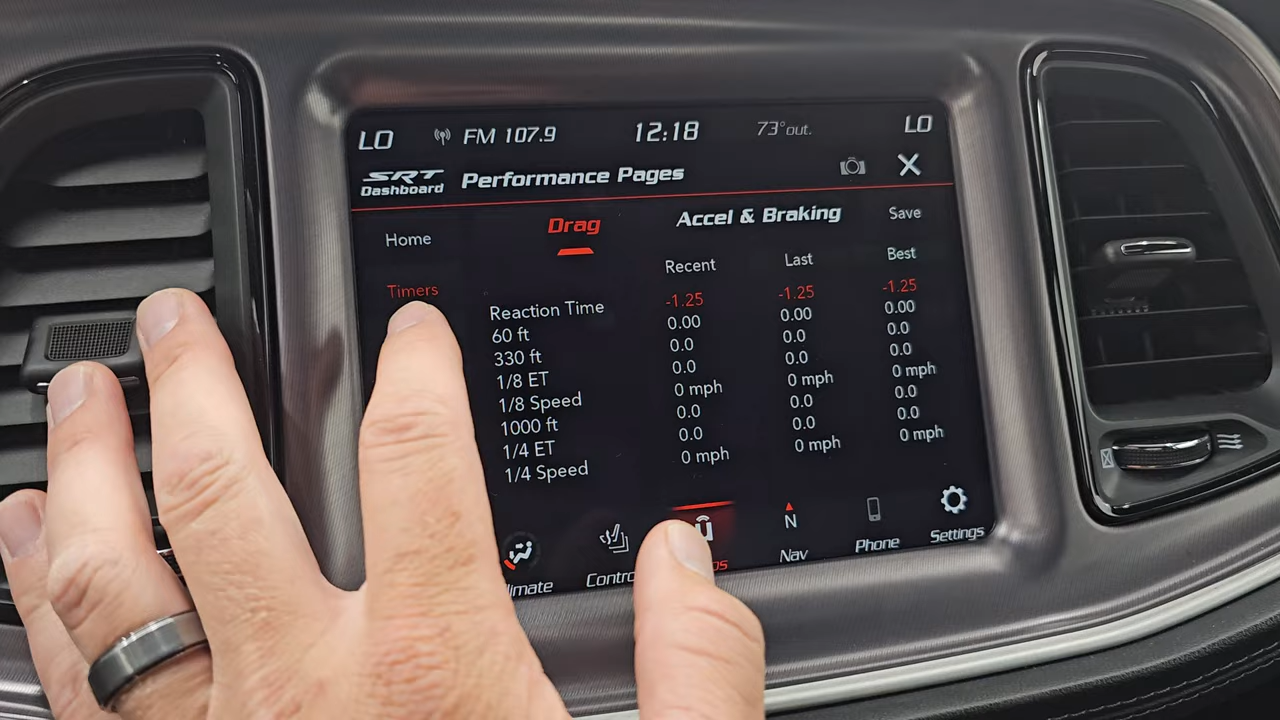 LO FM 107.9 12:18 73°out. LO
SRT Dashboard Performance Pages X
Home Drag Accel & Braking Save
Timers Recent Last Best
Reaction Time -1.25 -1.25 -1.25
60 ft 0.00 0.00 0.00
330 ft 0.0 0.0 0.0
1/8 ET 0.0 0.0 0.0
1/8 Speed 0 mph 0 mph 0 mph
1000 ft 0.0 0.0 0.0
1/4 ET 0.0 0.0 0.0
1/4 Speed 0 mph 0 mph 0 mph
N
limate Contro ps Nav Phone Settings